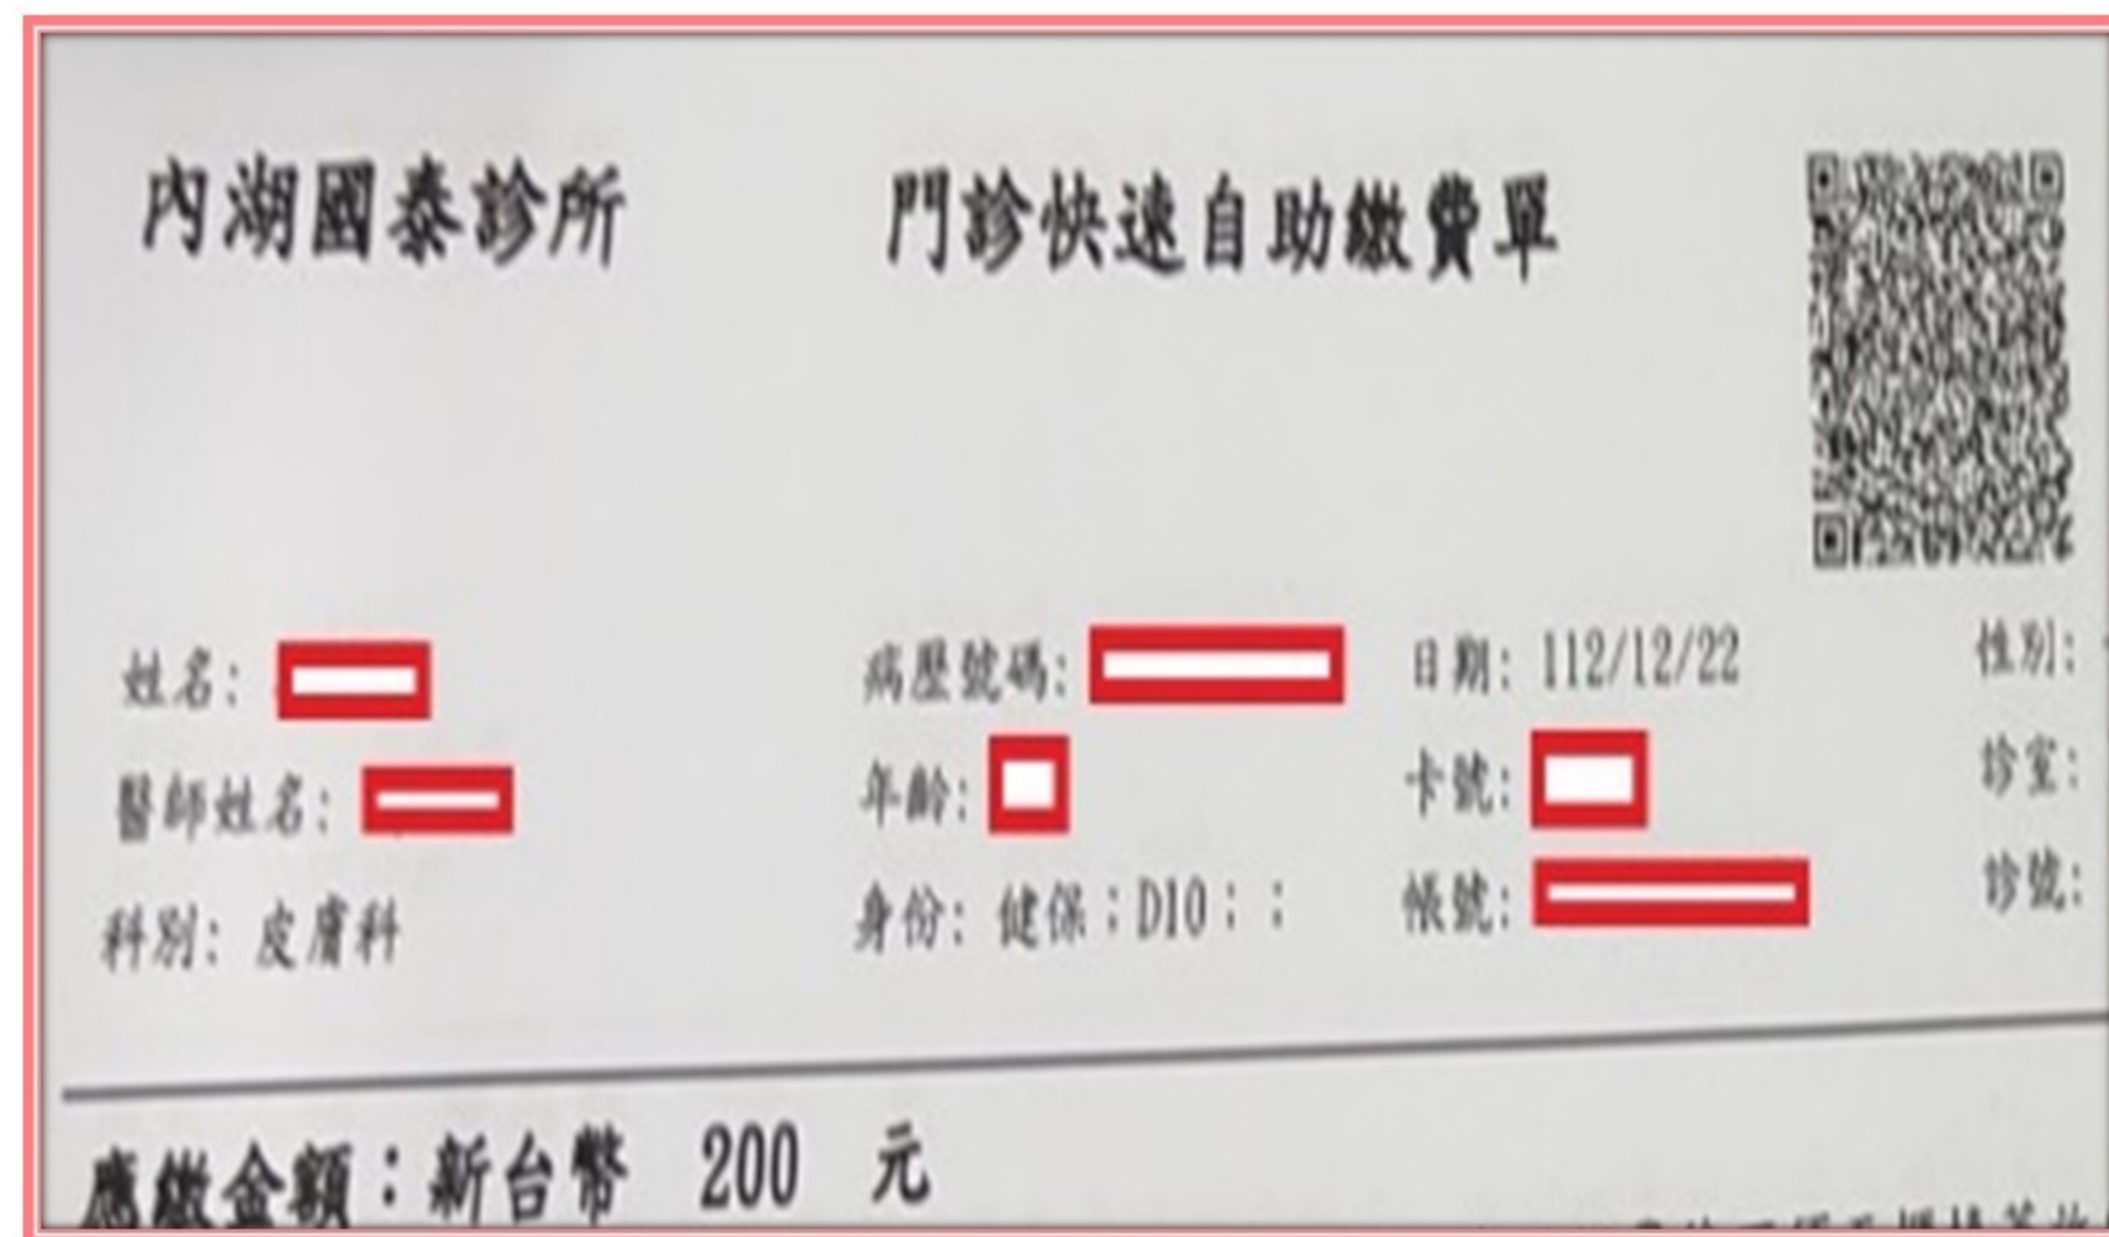 內湖國泰診所 門診快速自助繳費單
姓名: 病歷號碼: 日期: 112/12/22 性別:
醫師姓名: 年齡: 卡號: 診室:
科別: 皮膚科 身份: 健保;D10; ; 帳號: 診號:
應繳金額:新台幣 200 元